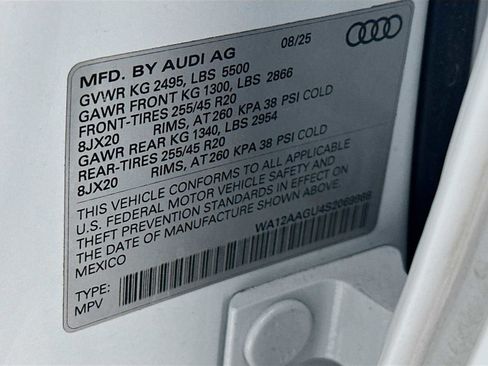 08/25
MFD. BY AUDI AG
GVWR KG 2495, LBS 5500
GAWR FRONT KG 1300, LBS 2866
FRONT-TIRES 255/45 R20
8JX20 RIMS, AT 260 KPA 38 PSI COLD
GAWR REAR KG 1340, LBS 2954
REAR-TIRES 255/45 R20
8JX20 RIMS, AT 260 KPA 38 PSI COLD
THIS VEHICLE CONFORMS TO ALL APPLICABLE
U.S. FEDERAL MOTOR VEHICLE SAFETY AND
THEFT PREVENTION STANDARDS IN EFFECT ON
THE DATE OF MANUFACTURE SHOWN ABOVE.
MEXICO
WA12AAGU4S2069968
TYPE:
MPV